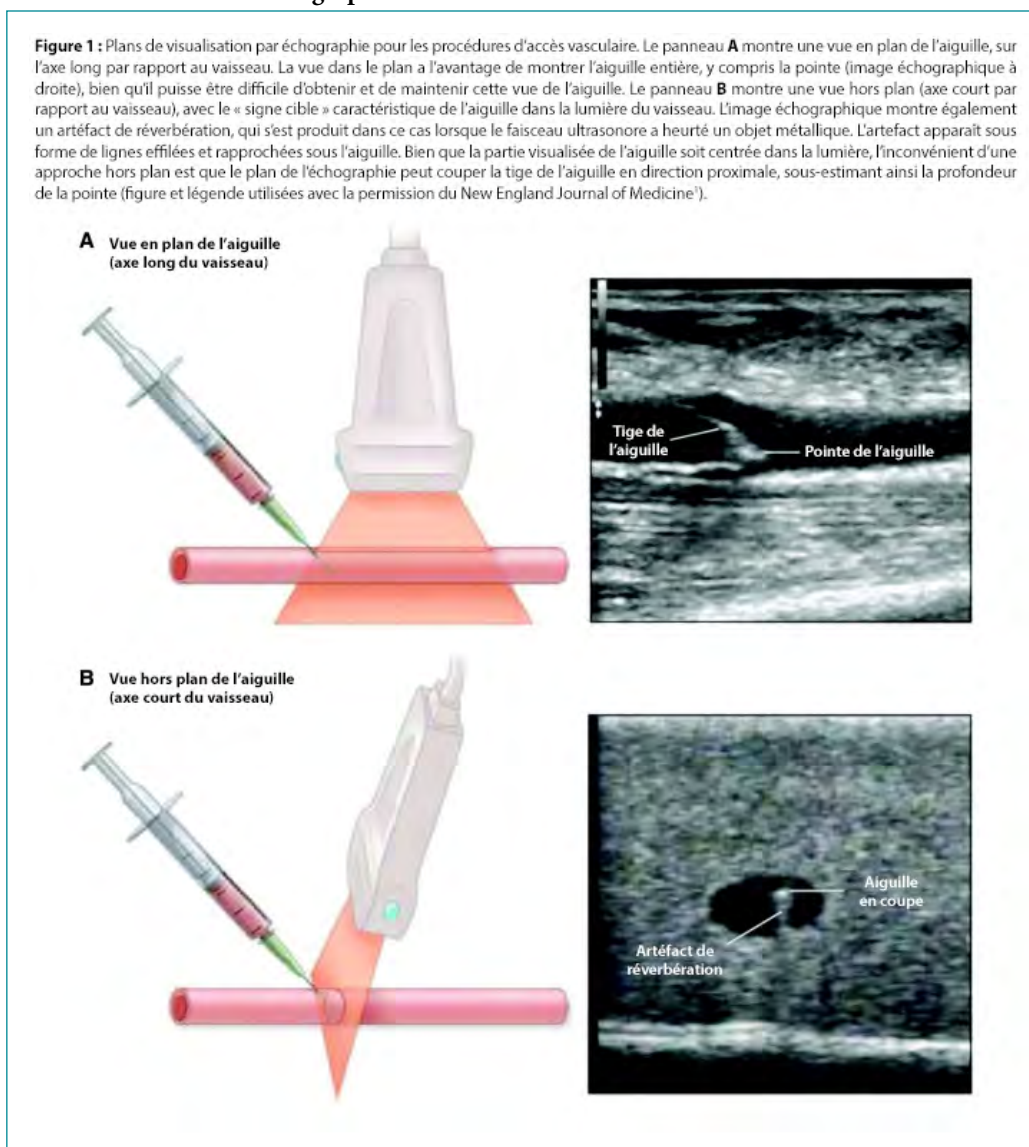 Figure 1 : Plans de visualisation par échographie pour les procédures d'accès vasculaire. Le panneau A montre une vue en plan de l'aiguille, sur
l'axe long par rapport au vaisseau. La vue dans le plan a l'avantage de montrer l'aiguille entière, y compris la pointe (image échographique à
droite), bien qu'il puisse être difficile d'obtenir et de maintenir cette vue de l'aiguille. Le panneau B montre une vue hors plan (axe court par
rapport au vaisseau), avec le « signe cible » caractéristique de l'aiguille dans la lumière du vaisseau. L'image échographique montre également
un artéfact de réverbération, qui s'est produit dans ce cas lorsque le faisceau ultrasonore a heurté un objet métallique. L'artefact apparaît sous
forme de lignes effilées et rapprochées sous l'aiguille. Bien que la partie visualisée de l'aiguille soit centrée dans la lumière, l'inconvénient d'une
approche hors plan est que le plan de l'échographie peut couper la tige de l'aiguille en direction proximale, sous-estimant ainsi la profondeur
de la pointe (figure et légende utilisées avec la permission du New England Journal of Medicine¹).
A Vue en plan de l'aiguille
(axe long du vaisseau)
Tige de
l'aiguille
Pointe de l'aiguille
B Vue hors plan de l'aiguille
(axe court du vaisseau)
Aiguille
en coupe
Artéfact de
réverbération